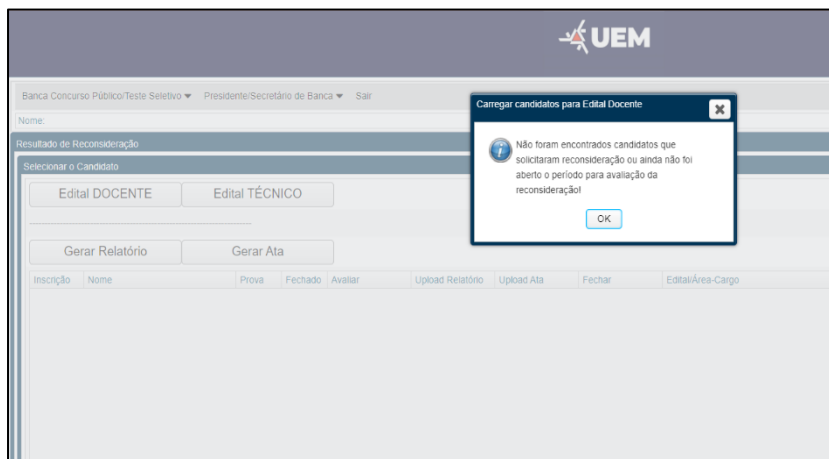 UEM
Banca Concurso Público/Teste Seletivo Presidente/Secretário de Banca Sair
Nome:
Resultado de Reconsideração
Selecionar o Candidato
Edital DOCENTE Edital TÉCNICO
Gerar Relatório Gerar Ata
Inscrição Nome Prova Fechado Avaliar Upload Relatório Upload Ata Fechar Edital/Área-Cargo
Carregar candidatos para Edital Docente
Não foram encontrados candidatos que
solicitaram reconsideração ou ainda não foi
aberto o período para avaliação da
reconsideração!
OK